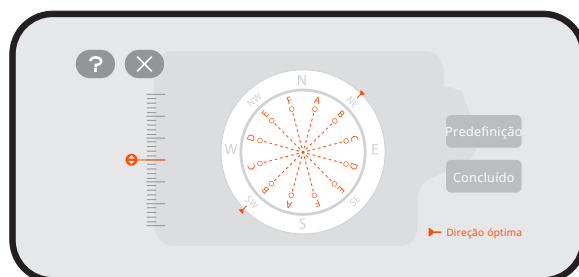 ?
N
NE
E
SE
S
SW
W
NW
A
B
C
D
E
F
A
B
C
D
E
F
Predefinição
Concluído
Direção óptima